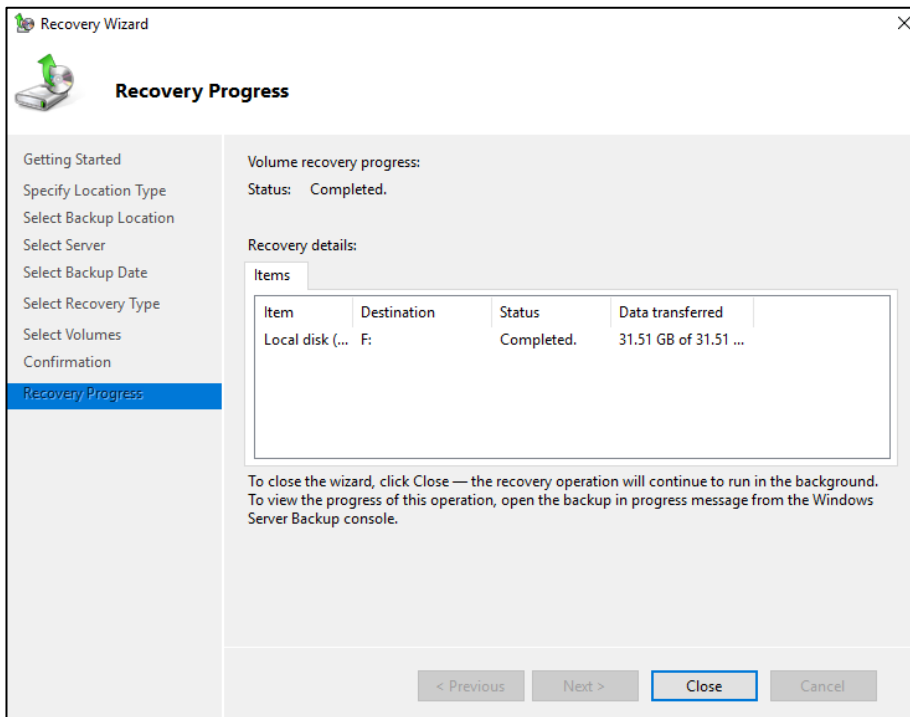 Recovery Wizard
Recovery Progress
Getting Started
Specify Location Type
Select Backup Location
Select Server
Select Backup Date
Select Recovery Type
Select Volumes
Confirmation
Recovery Progress
Volume recovery progress:
Status: Completed.
Recovery details:
Items
Item Destination Status Data transferred
Local disk (... F: Completed. 31.51 GB of 31.51 ...
To close the wizard, click Close — the recovery operation will continue to run in the background.
To view the progress of this operation, open the backup in progress message from the Windows
Server Backup console.
< Previous Next > Close Cancel